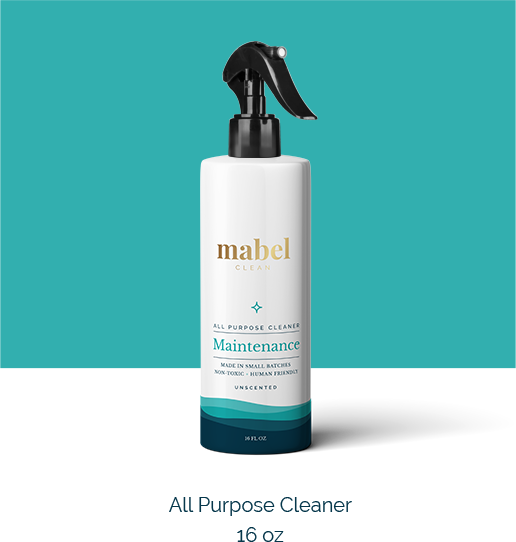 mabel
CLEAN
ALL PURPOSE CLEANER
Maintenance
MADE IN SMALL BATCHES
NON-TOXIC - HUMAN FRIENDLY
UNSCENTED
16 FL OZ
All Purpose Cleaner
16 oz